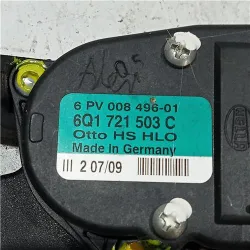 6 PV 008 496-01
6Q1 721 503 C
Otto HS HLO
Made in Germany
III 2 07/09